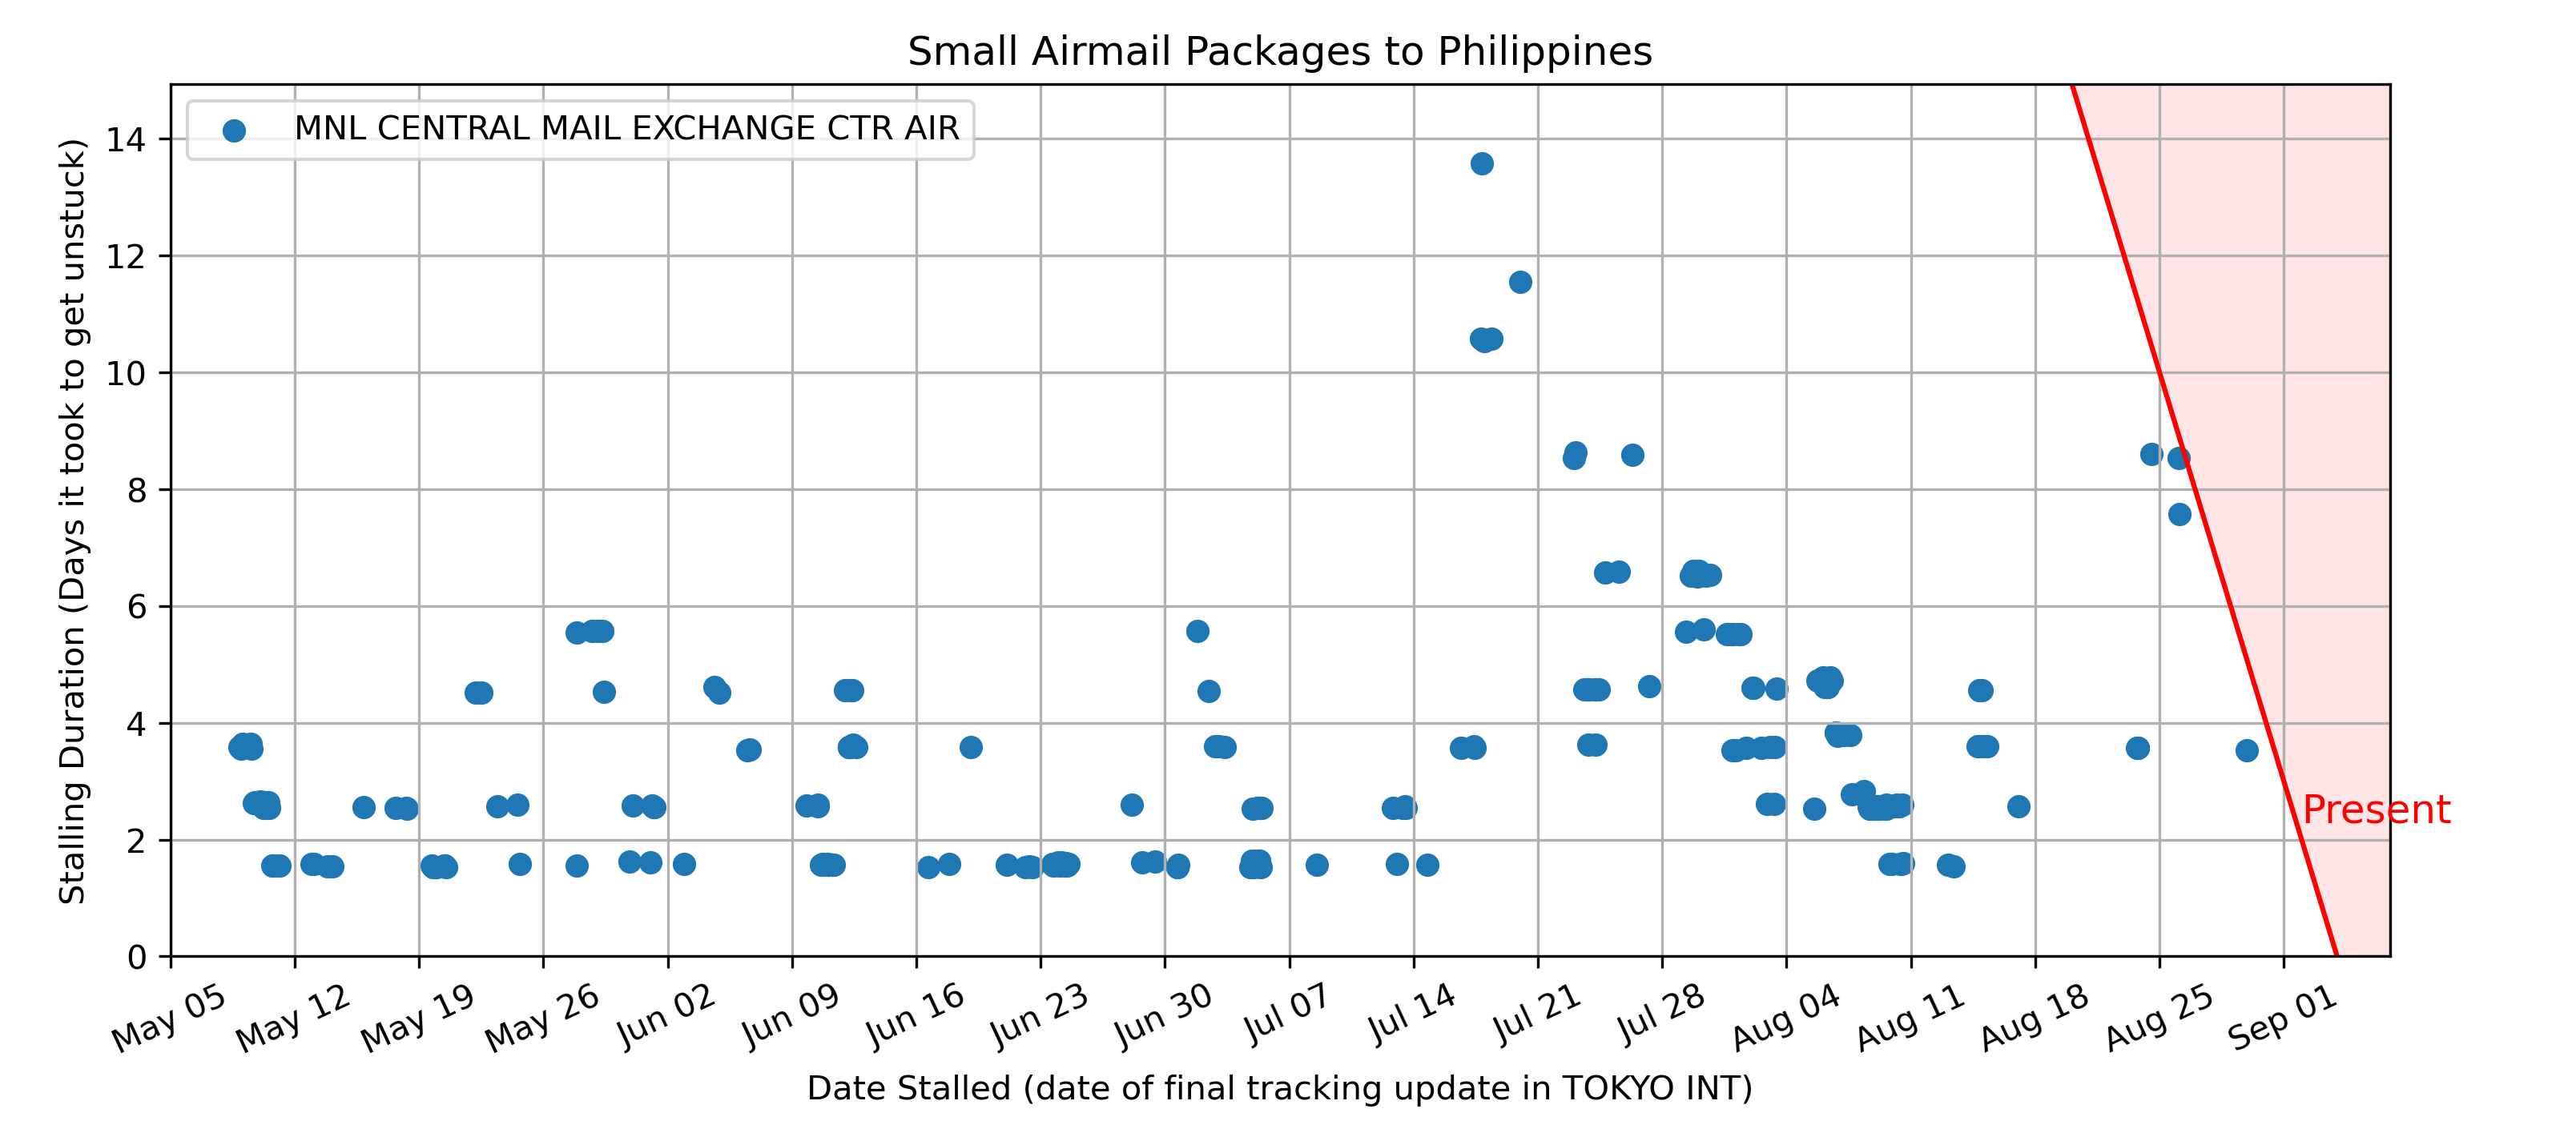 Small Airmail Packages to Philippines
MNL CENTRAL MAIL EXCHANGE CTR AIR
Stalling Duration (Days it took to get unstuck)
14
12
10
8
6
4
2
0
Present
May 05 May 12 May 19 May 26 Jun 02 Jun 09 Jun 16 Jun 23 Jun 30 Jul 07 Jul 14 Jul 21 Jul 28 Aug 04 Aug 11 Aug 18 Aug 25 Sep 01
Date Stalled (date of final tracking update in TOKYO INT)